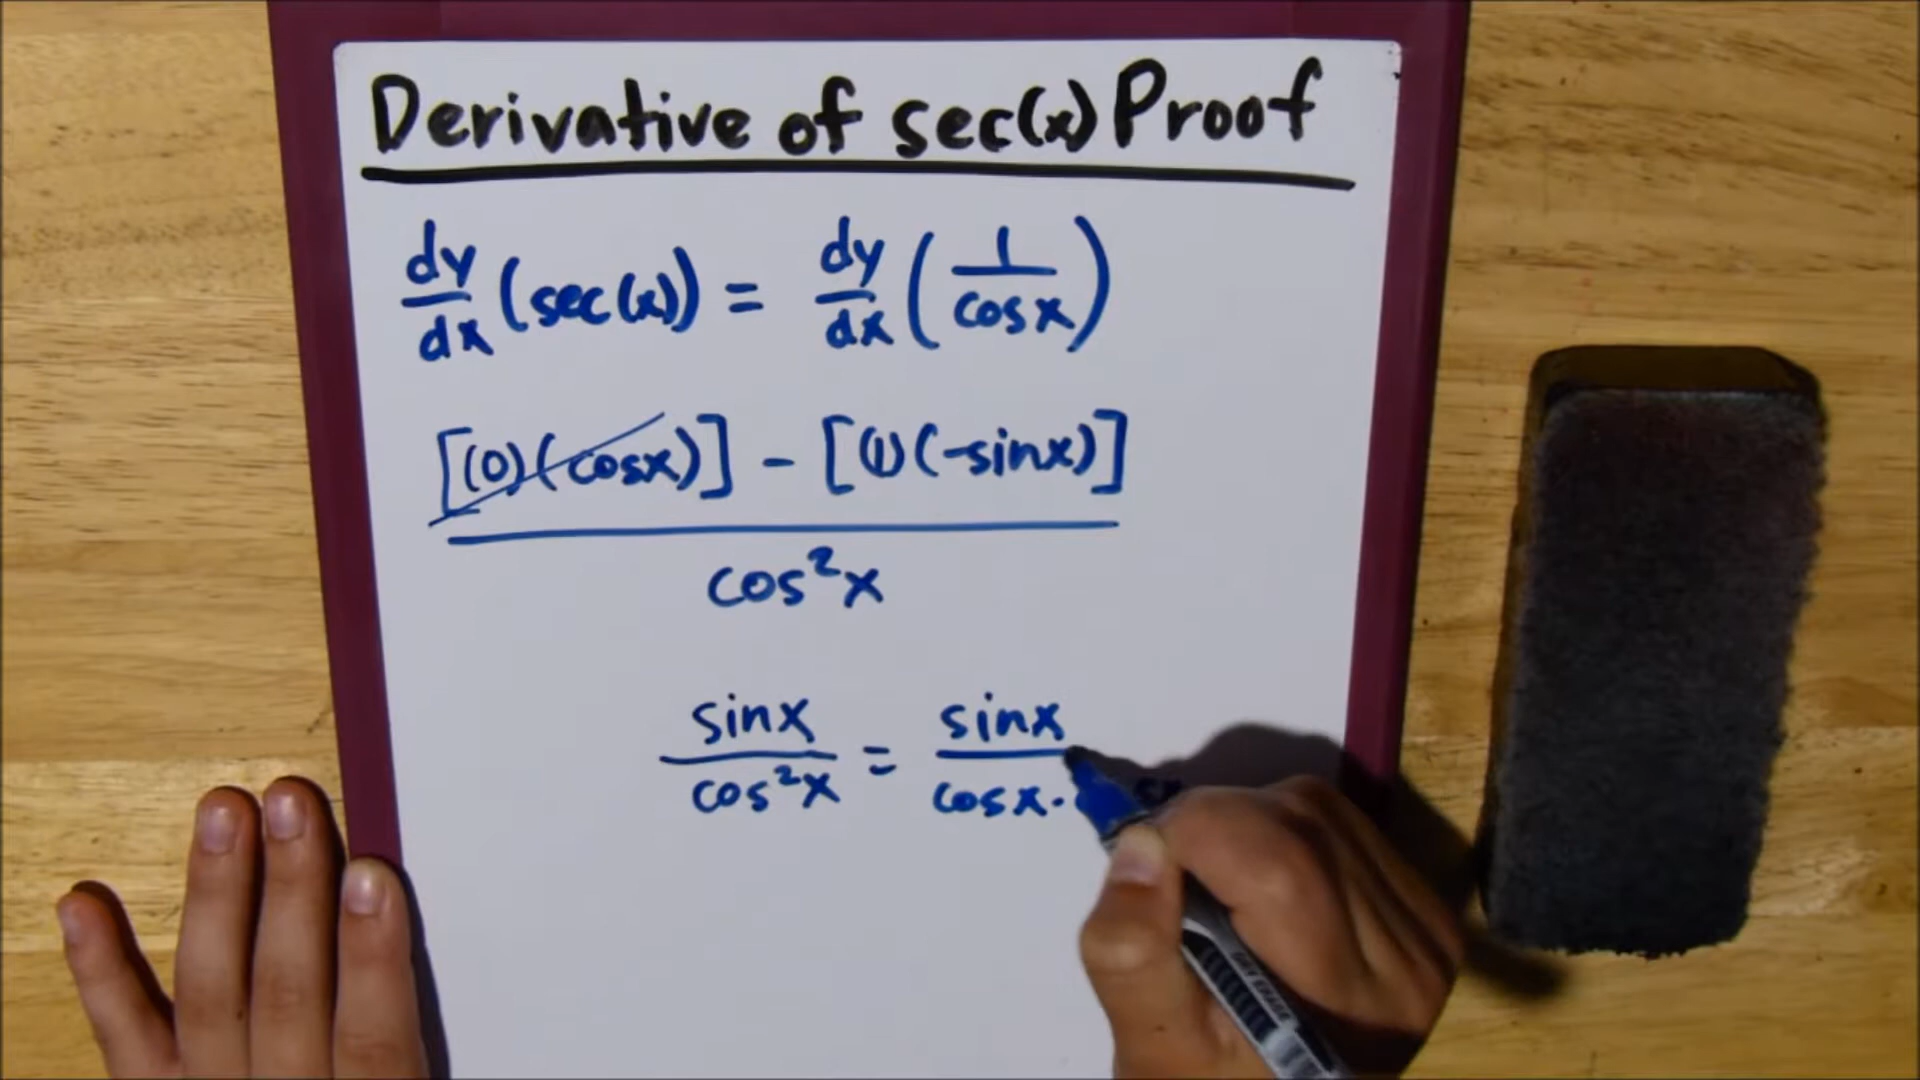 Derivative of sec(x) Proof
dy/dx (sec(x)) = dy/dx (1/cosx)
[(0)(cosx)] - [(1)(-sinx)]
cos²x
sinx/cos²x = sinx/cosx·